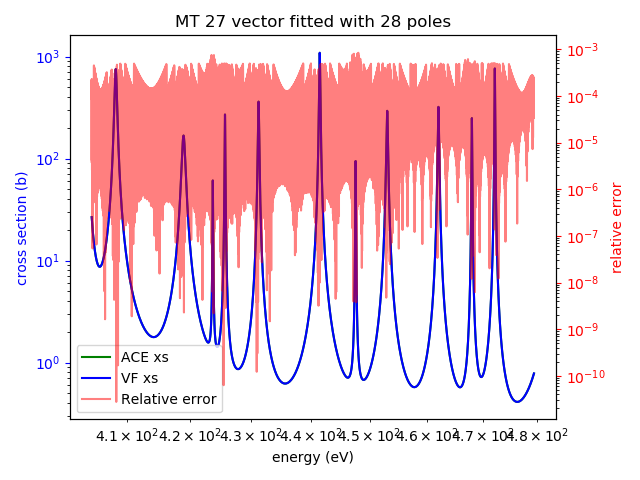 MT 27 vector fitted with 28 poles
10³
10²
10¹
10⁰
cross section (b)
10⁻³
10⁻⁴
10⁻⁵
10⁻⁶
10⁻⁷
10⁻⁸
10⁻⁹
10⁻¹⁰
relative error
ACE xs
VF xs
Relative error
4.1 × 10² 4.2 × 10² 4.3 × 10² 4.4 × 10² 4.5 × 10² 4.6 × 10² 4.7 × 10² 4.8 × 10²
energy (eV)